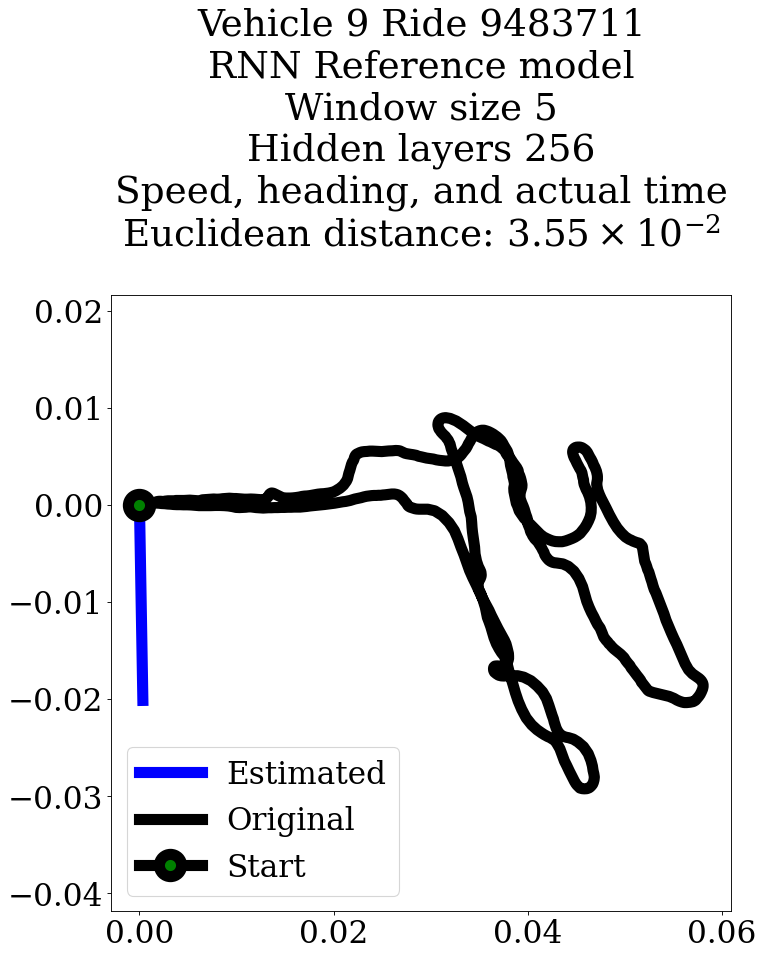 Vehicle 9 Ride 9483711
RNN Reference model
Window size 5
Hidden layers 256
Speed, heading, and actual time
Euclidean distance: 3.55 × 10⁻²
0.02
0.01
0.00
−0.01
−0.02
−0.03
−0.04
Estimated
Original
Start
0.00 0.02 0.04 0.06